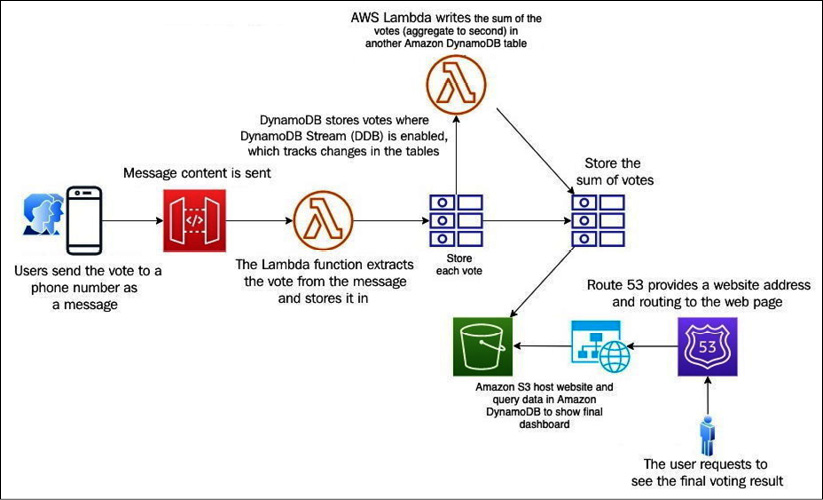 AWS Lambda writes the sum of the
votes (aggregate to second) in
another Amazon DynamoDB table
DynamoDB stores votes where
DynamoDB Stream (DDB) is enabled,
which tracks changes in the tables
Message content is sent
Store the
sum of votes
</>
Users send the vote to a
phone number as
a message
The Lambda function extracts
the vote from the message
and stores it in
Store
each vote
Route 53 provides a website address
and routing to the web page
53
Amazon S3 host website and
query data in Amazon
DynamoDB to show final
dashboard
The user requests to
see the final voting result